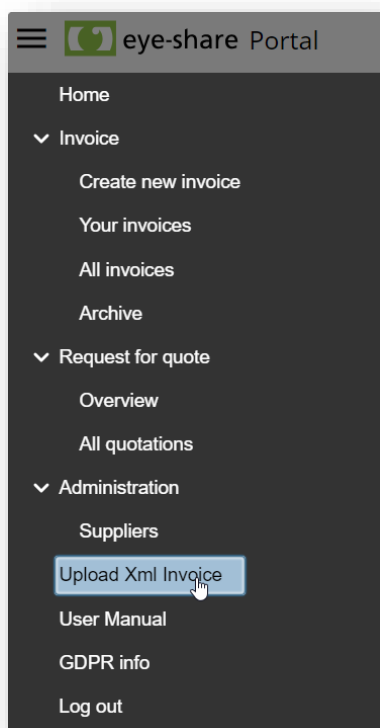 eye-share Portal
Home
Invoice
Create new invoice
Your invoices
All invoices
Archive
Request for quote
Overview
All quotations
Administration
Suppliers
Upload Xml Invoice
User Manual
GDPR info
Log out